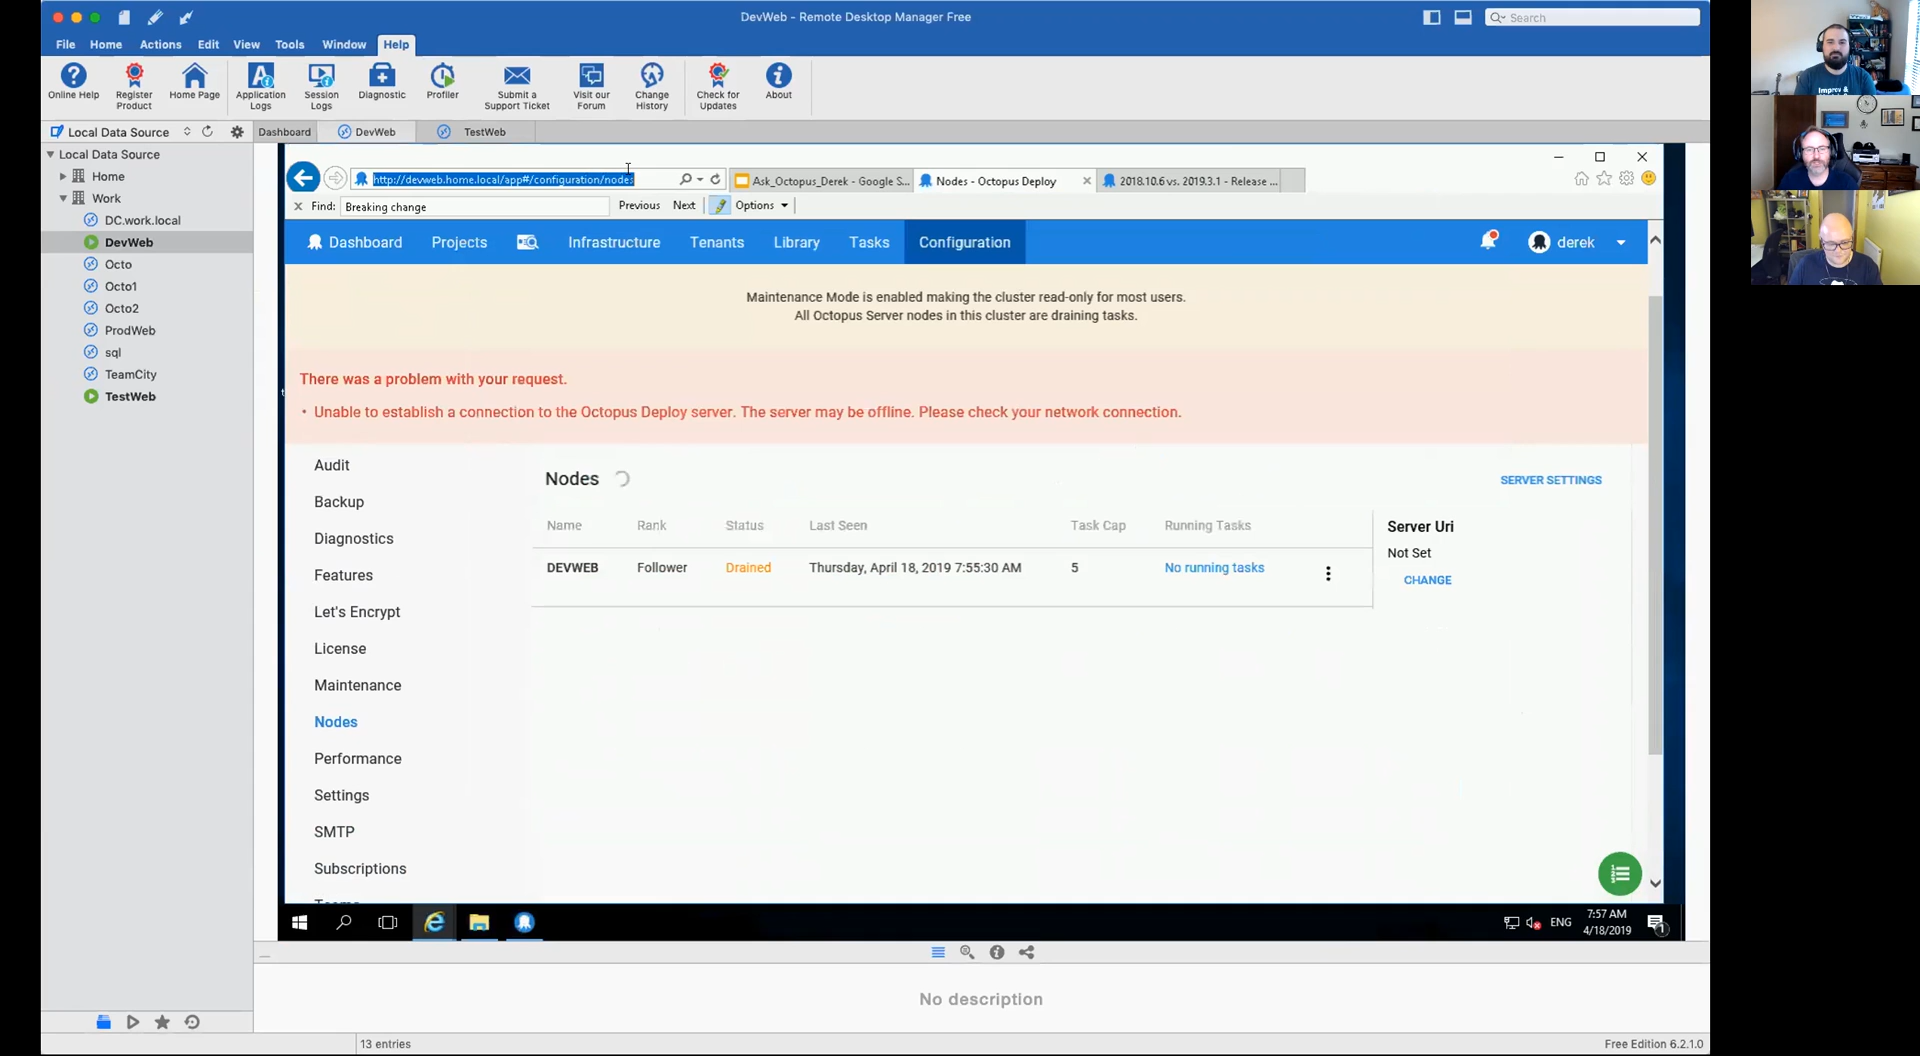 DevWeb - Remote Desktop Manager Free
Search
File Home Actions Edit View Tools Window Help
Online Help
Register Product
Home Page
Application Logs
Session Logs
Diagnostic
Profiler
Submit a Support Ticket
Visit our Forum
Change History
Check for Updates
About
Local Data Source
Dashboard DevWeb TestWeb
Local Data Source
Home
Work
DC.work.local
DevWeb
Octo
Octo1
Octo2
ProdWeb
sql
TeamCity
TestWeb
http://devweb.home.local/app#/configuration/nodes
Ask_Octopus_Derek - Google S...
Nodes - Octopus Deploy
2018.10.6 vs. 2019.3.1 - Release ...
Find: Breaking change Previous Next Options
Dashboard Projects Infrastructure Tenants Library Tasks Configuration derek
Maintenance Mode is enabled making the cluster read-only for most users.
All Octopus Server nodes in this cluster are draining tasks.
There was a problem with your request.
• Unable to establish a connection to the Octopus Deploy server. The server may be offline. Please check your network connection.
Audit
Backup
Diagnostics
Features
Let's Encrypt
License
Maintenance
Nodes
Performance
Settings
SMTP
Subscriptions
Nodes
SERVER SETTINGS
Name Rank Status Last Seen Task Cap Running Tasks
DEVWEB Follower Drained Thursday, April 18, 2019 7:55:30 AM 5 No running tasks
Server Uri
Not Set
CHANGE
ENG
7:57 AM
4/18/2019
1
No description
13 entries
Free Edition 6.2.1.0